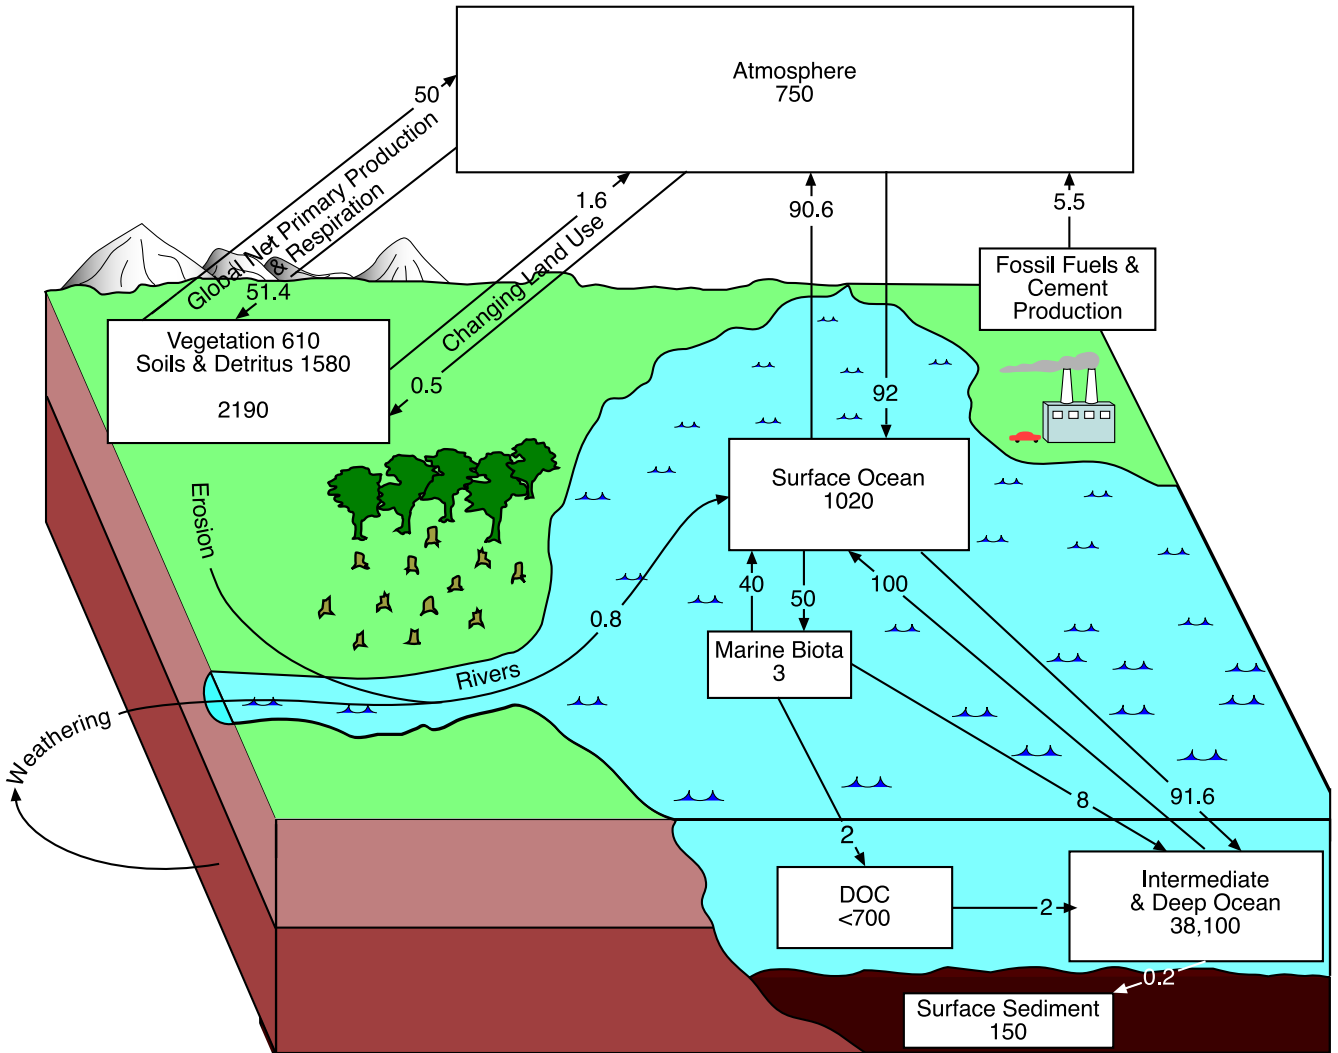 Atmosphere
750
50
Global Net Primary Production
& Respiration
51.4
1.6
Changing Land Use
0.5
90.6
92
5.5
Fossil Fuels &
Cement
Production
Vegetation 610
Soils & Detritus 1580
2190
Surface Ocean
1020
Erosion
40
50
100
0.8
Marine Biota
3
Rivers
Weathering
8
91.6
2
DOC
<700
2
Intermediate
& Deep Ocean
38,100
0.2
Surface Sediment
150